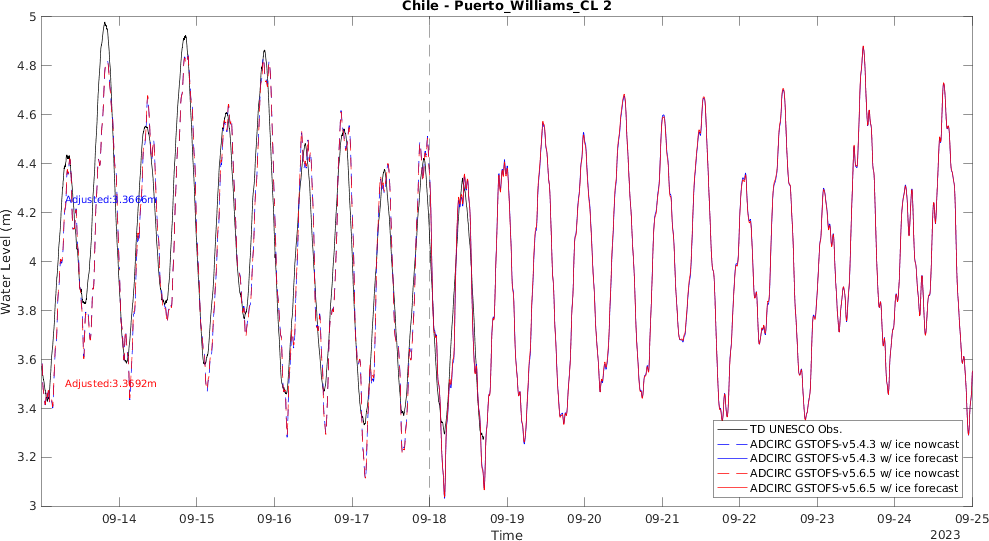 Chile - Puerto_Williams_CL 2
5
4.8
4.6
4.4
4.2
4
3.8
3.6
3.4
3.2
3
Water Level (m)
Adjusted:3.3666m
Adjusted:3.3692m
TD UNESCO Obs.
ADCIRC GSTOFS-v5.4.3 w/ ice nowcast
ADCIRC GSTOFS-v5.4.3 w/ ice forecast
ADCIRC GSTOFS-v5.6.5 w/ ice nowcast
ADCIRC GSTOFS-v5.6.5 w/ ice forecast
09-14 09-15 09-16 09-17 09-18 09-19 09-20 09-21 09-22 09-23 09-24 09-25
Time
2023